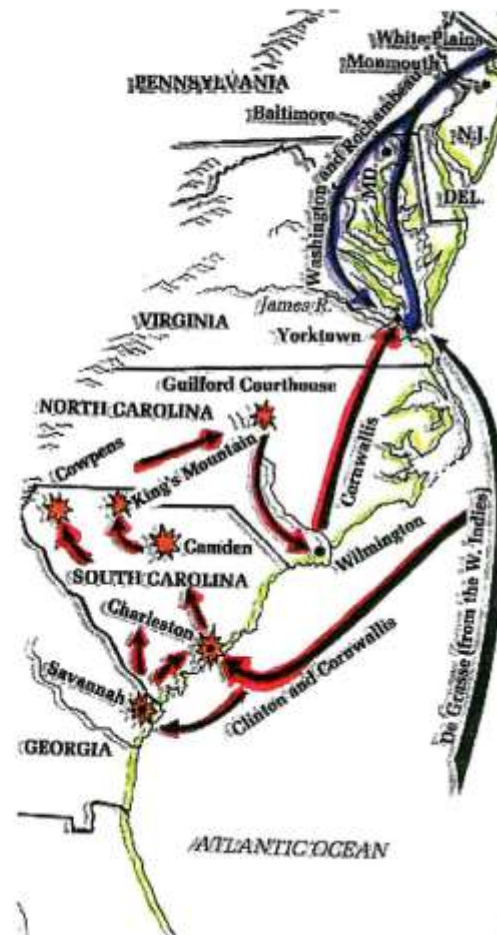 White Plains
Monmouth
PENNSYLVANIA
Baltimore
Washington and Rochambeau
N.J.
MD.
DEL.
James R.
VIRGINIA
Yorktown
Guilford Courthouse
NORTH CAROLINA
Cowpens
King's Mountain
Cornwallis
Camden
Wilmington
SOUTH CAROLINA
Charleston
Savannah
Clinton and Cornwallis
De Grasse (from the W. Indies)
GEORGIA
ATLANTIC OCEAN